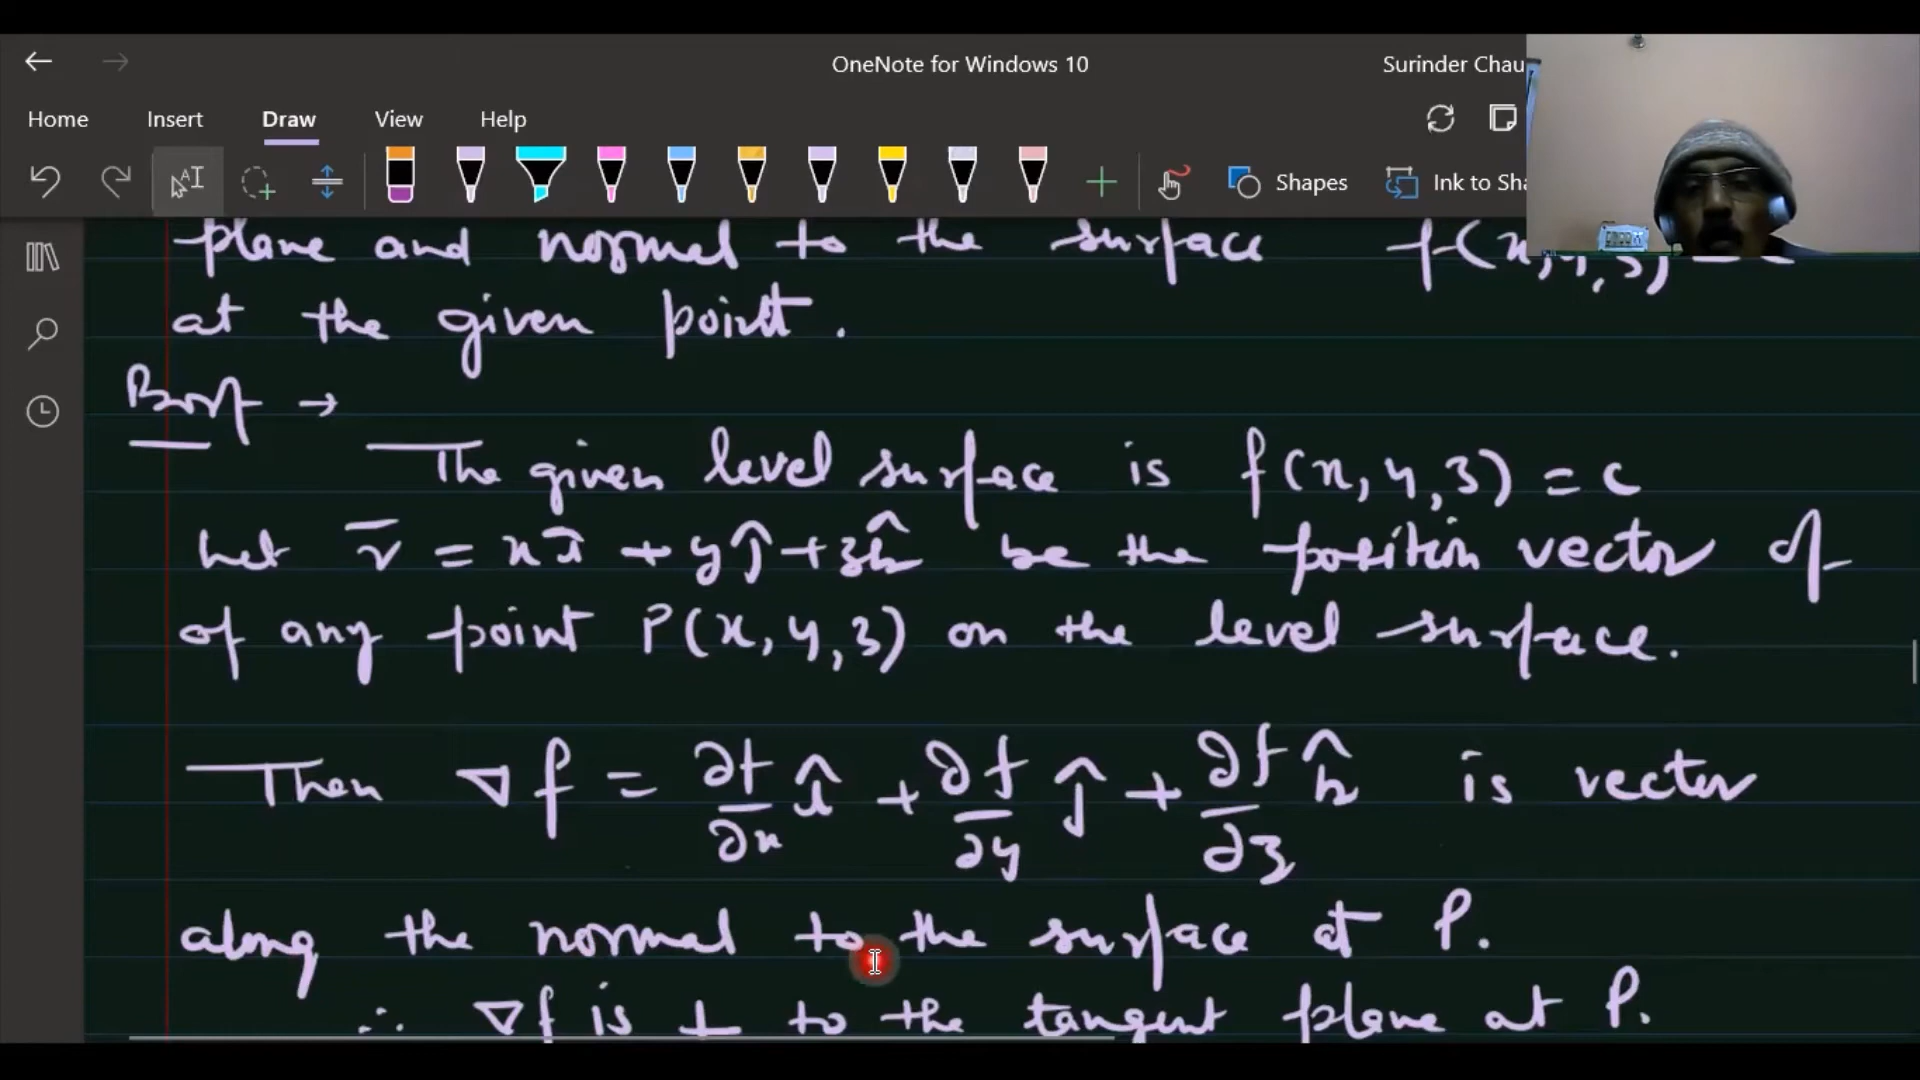 OneNote for Windows 10
Surinder Chau
Home Insert Draw View Help
Shapes Ink to Sha
plane and normal to the surface f(x,y,z) = c
at the given point.
Proof →
The given level surface is f(x,y,z) = c
Let r̄ = xî + yĵ + zk̂ be the position vector of
of any point P(x,y,z) on the level surface.
Then ∇f = ∂f/∂x î + ∂f/∂y ĵ + ∂f/∂z k̂ is vector
along the normal to the surface at P.
∴ ∇f is ⊥ to the tangent plane at P.